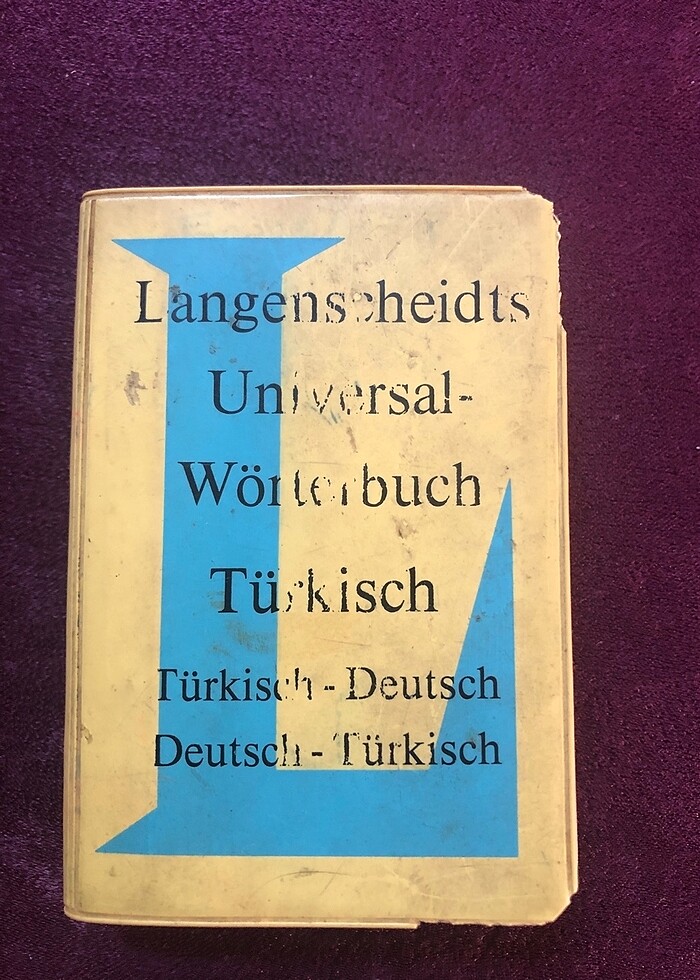 Langenscheidts
Universal-
Wörterbuch
Türkisch
Türkisch - Deutsch
Deutsch - Türkisch